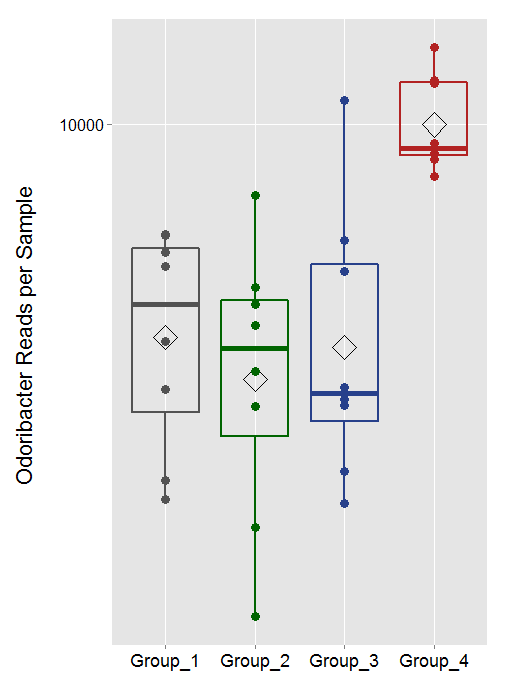 Odoribacter Reads per Sample
10000
Group_1 Group_2 Group_3 Group_4